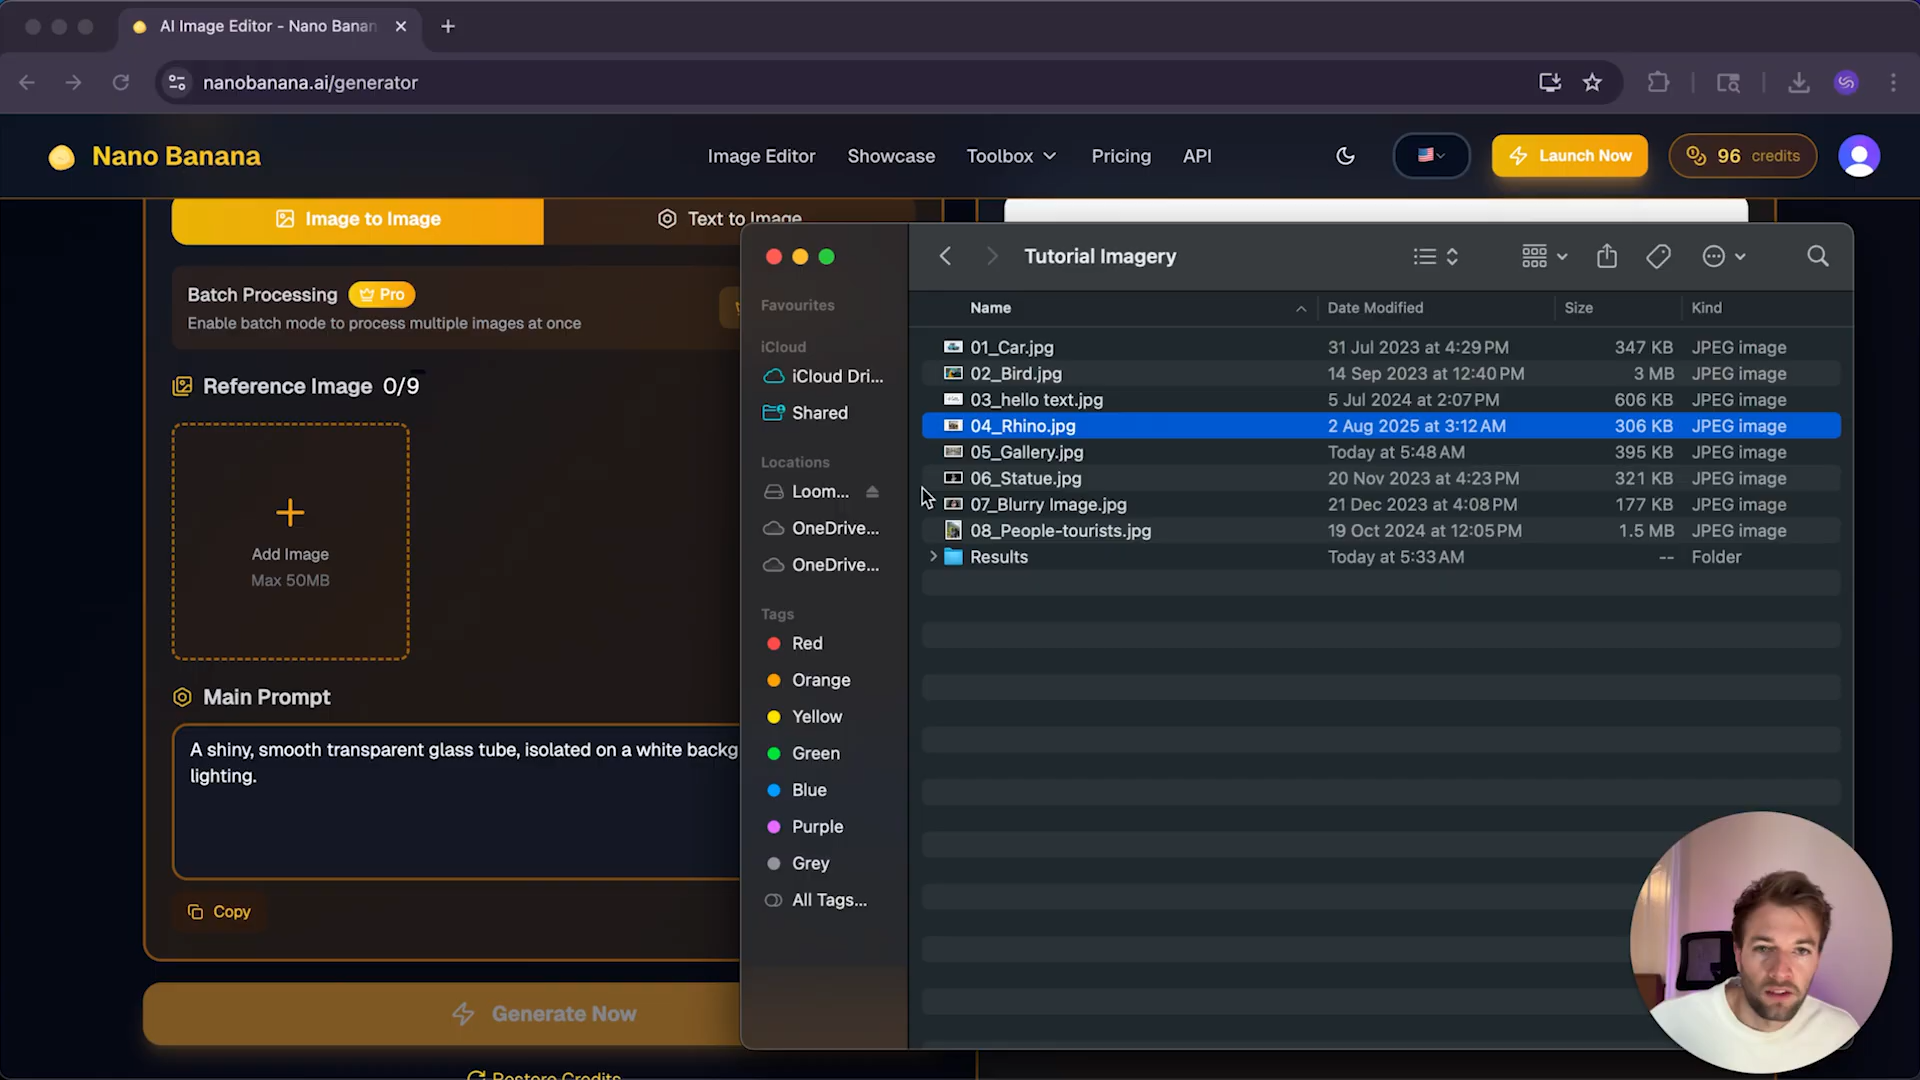 AI Image Editor - Nano Banan
nanobanana.ai/generator
Nano Banana
Image Editor
Showcase
Toolbox
Pricing
API
Launch Now
96 credits
Image to Image
Text to Image
Batch Processing
Pro
Enable batch mode to process multiple images at once
Reference Image 0/9
Add Image
Max 50MB
Main Prompt
A shiny, smooth transparent glass tube, isolated on a white backg
lighting.
Copy
Generate Now
Restore Credits
Favourites
iCloud
iCloud Dri...
Shared
Locations
Loom...
OneDrive...
OneDrive...
Tags
Red
Orange
Yellow
Green
Blue
Purple
Grey
All Tags...
Tutorial Imagery
Name Date Modified Size Kind
01_Car.jpg 31 Jul 2023 at 4:29 PM 347 KB JPEG image
02_Bird.jpg 14 Sep 2023 at 12:40 PM 3 MB JPEG image
03_hello text.jpg 5 Jul 2024 at 2:07 PM 606 KB JPEG image
04_Rhino.jpg 2 Aug 2025 at 3:12 AM 306 KB JPEG image
05_Gallery.jpg Today at 5:48 AM 395 KB JPEG image
06_Statue.jpg 20 Nov 2023 at 4:23 PM 321 KB JPEG image
07_Blurry Image.jpg 21 Dec 2023 at 4:08 PM 177 KB JPEG image
08_People-tourists.jpg 19 Oct 2024 at 12:05 PM 1.5 MB JPEG image
Results Today at 5:33 AM -- Folder